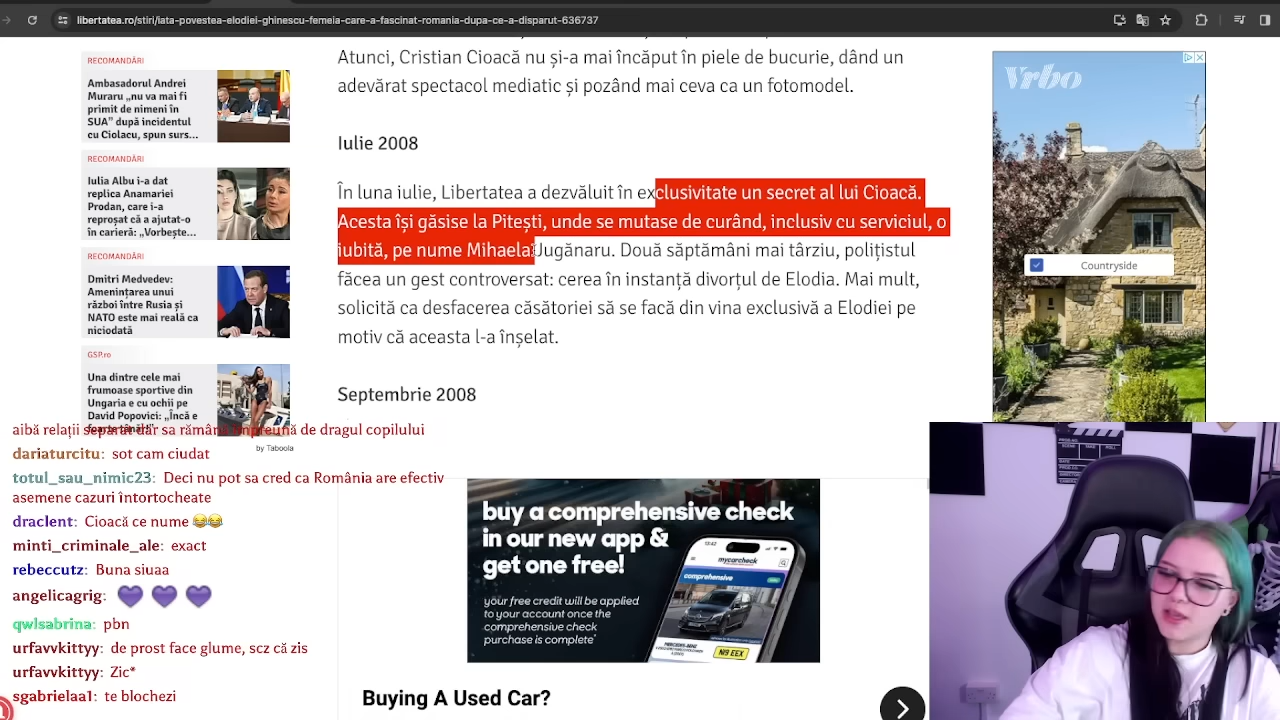 libertatea.ro/stiri/iata-povestea-elodiei-ghinescu-femeia-care-a-fascinat-romania-dupa-ce-a-disparut-636737
RECOMANDĂRI
Ambasadorul Andrei
Muraru „nu va mai fi
primit de nimeni în
SUA” după incidentul
cu Ciolacu, spun surs...
RECOMANDĂRI
Iulia Albu i-a dat
replica Anamariei
Prodan, care i-a
reproșat că a ajutat-o
în carieră: „Vorbește...
RECOMANDĂRI
Dmitri Medvedev:
Amenințarea unui
război între Rusia și
NATO este mai reală ca
niciodată
GSP.ro
Una dintre cele mai
frumoase sportive din
Ungaria e cu ochii pe
David Popovici: „Încă e
by Taboola
Atunci, Cristian Cioacă nu și-a mai încăput în piele de bucurie, dând un
adevărat spectacol mediatic și pozând mai ceva ca un fotomodel.
Iulie 2008
În luna iulie, Libertatea a dezvăluit în exclusivitate un secret al lui Cioacă.
Acesta își găsise la Pitești, unde se mutase de curând, inclusiv cu serviciul, o
iubită, pe nume Mihaela Jugănaru. Două săptămâni mai târziu, polițistul
făcea un gest controversat: cerea în instanță divorțul de Elodia. Mai mult,
solicită ca desfacerea căsătoriei să se facă din vina exclusivă a Elodiei pe
motiv că aceasta l-a înșelat.
Septembrie 2008
Vrbo
Countryside
aibă relații separat dar sa rămână împreună de dragul copilului
dariaturcitu: sot cam ciudat
totul_sau_nimic23: Deci nu pot sa cred ca România are efectiv
asemene cazuri întortocheate
draclent: Cioacă ce nume 😂😂
minti_criminale_ale: exact
rebeccutz: Buna siuaa
angelicagrig: 💜 💜 💜
qwlsabrina: pbn
urfavvkittyy: de prost face glume, scz că zis
urfavvkittyy: Zic*
sgabrielaa1: te blochezi
buy a comprehensive check
in our new app &
get one free!
your free credit will be applied
to your account once the
comprehensive check
purchase is complete*
mycarcheck
comprehensive
Buying A Used Car?